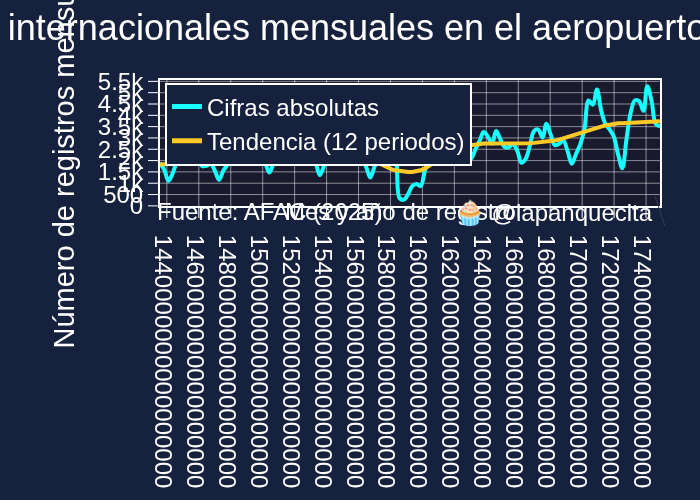 internacionales mensuales en el aeropuerto
Número de registros mensu
5.5k
5k
4.5k
4k
3.5k
3k
2.5k
2k
1.5k
500
0
Cifras absolutas
Tendencia (12 periodos)
Fuente: AFAC (2025)
Mes y año de registro
🧁 @lapanquecita
1440000000000000000
1460000000000000000
1480000000000000000
1500000000000000000
1520000000000000000
1540000000000000000
1560000000000000000
1580000000000000000
1600000000000000000
1620000000000000000
1640000000000000000
1660000000000000000
1680000000000000000
1700000000000000000
1720000000000000000
1740000000000000000